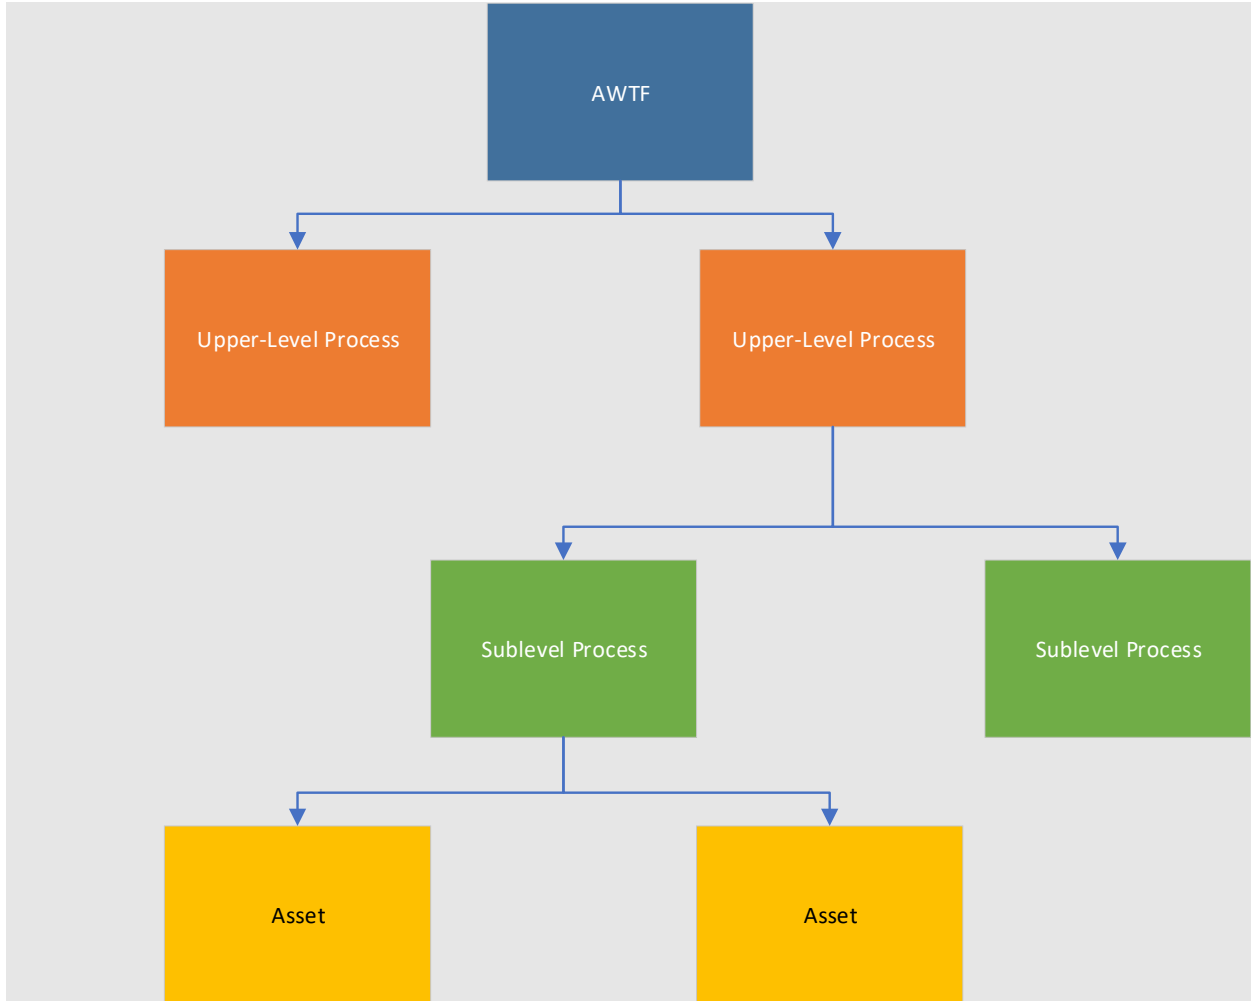 AWTF
Upper-Level Process
Upper-Level Process
Sublevel Process
Sublevel Process
Asset
Asset